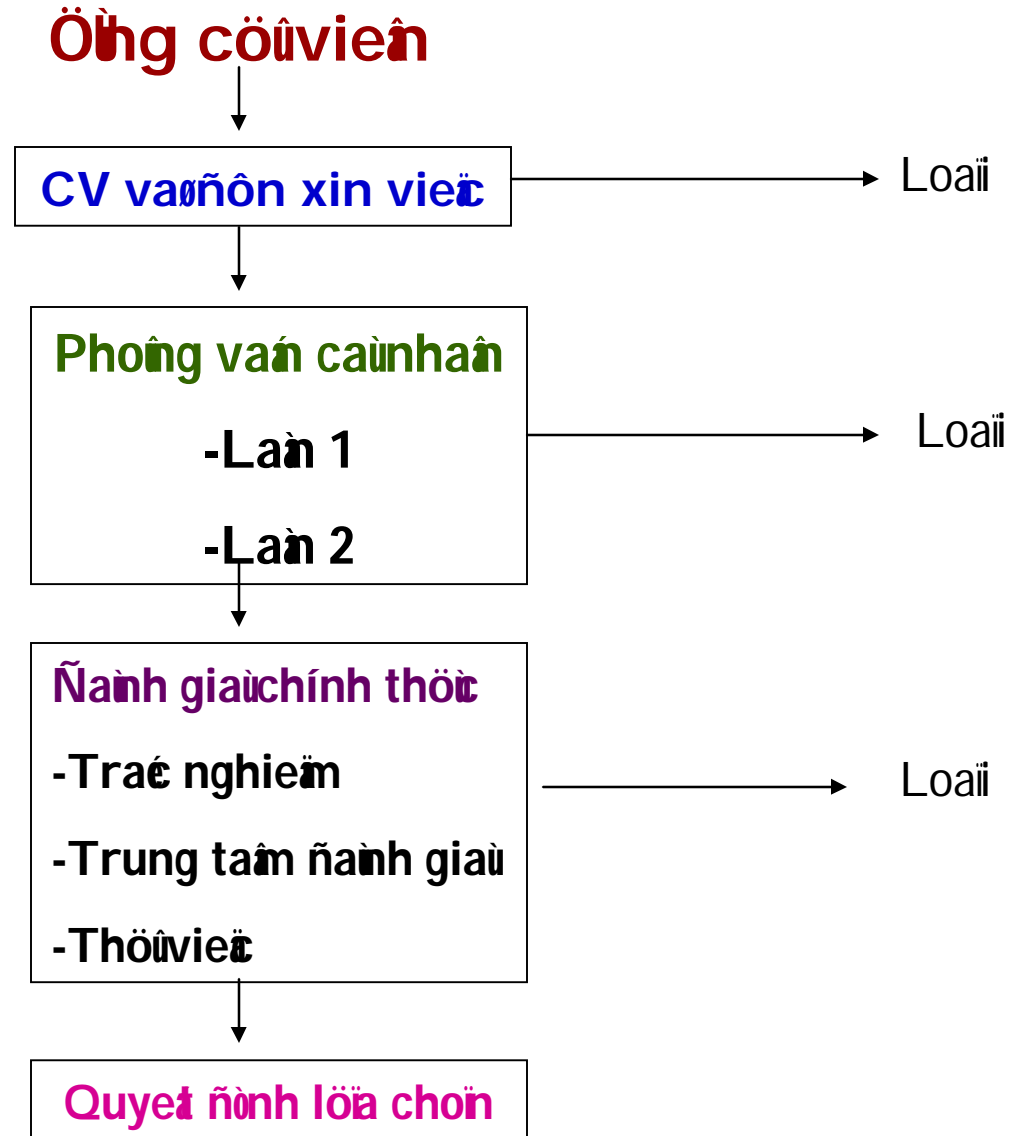 Öùng cöû vieân
CV vaø ñôn xin vieäc
Loaïi
Phoûng vaán caù nhaân
-Laàn 1
-Laàn 2
Loaïi
Ñaùnh giaù chính thöùc
-Traéc nghieäm
-Trung taâm ñaùnh giaù
-Thöû vieäc
Loaïi
Quyeát ñònh löïa choïn